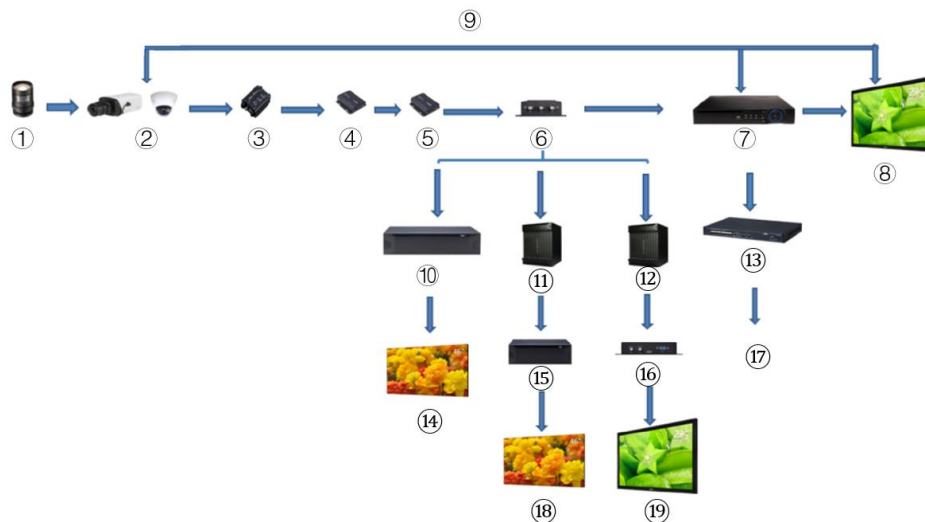 ⑨
① ② ③ ④ ⑤ ⑥ ⑦ ⑧
⑩ ⑪ ⑫ ⑬
⑭ ⑮ ⑯ ⑰
⑱ ⑲